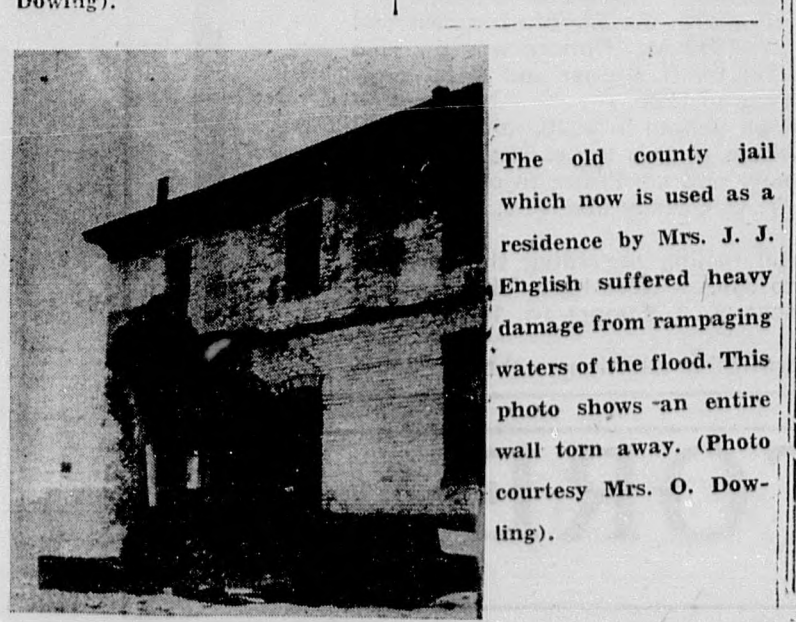 Dowling).
The old county jail
which now is used as a
residence by Mrs. J. J.
English suffered heavy
damage from rampaging
waters of the flood. This
photo shows an entire
wall torn away. (Photo
courtesy Mrs. O. Dow-
ling).